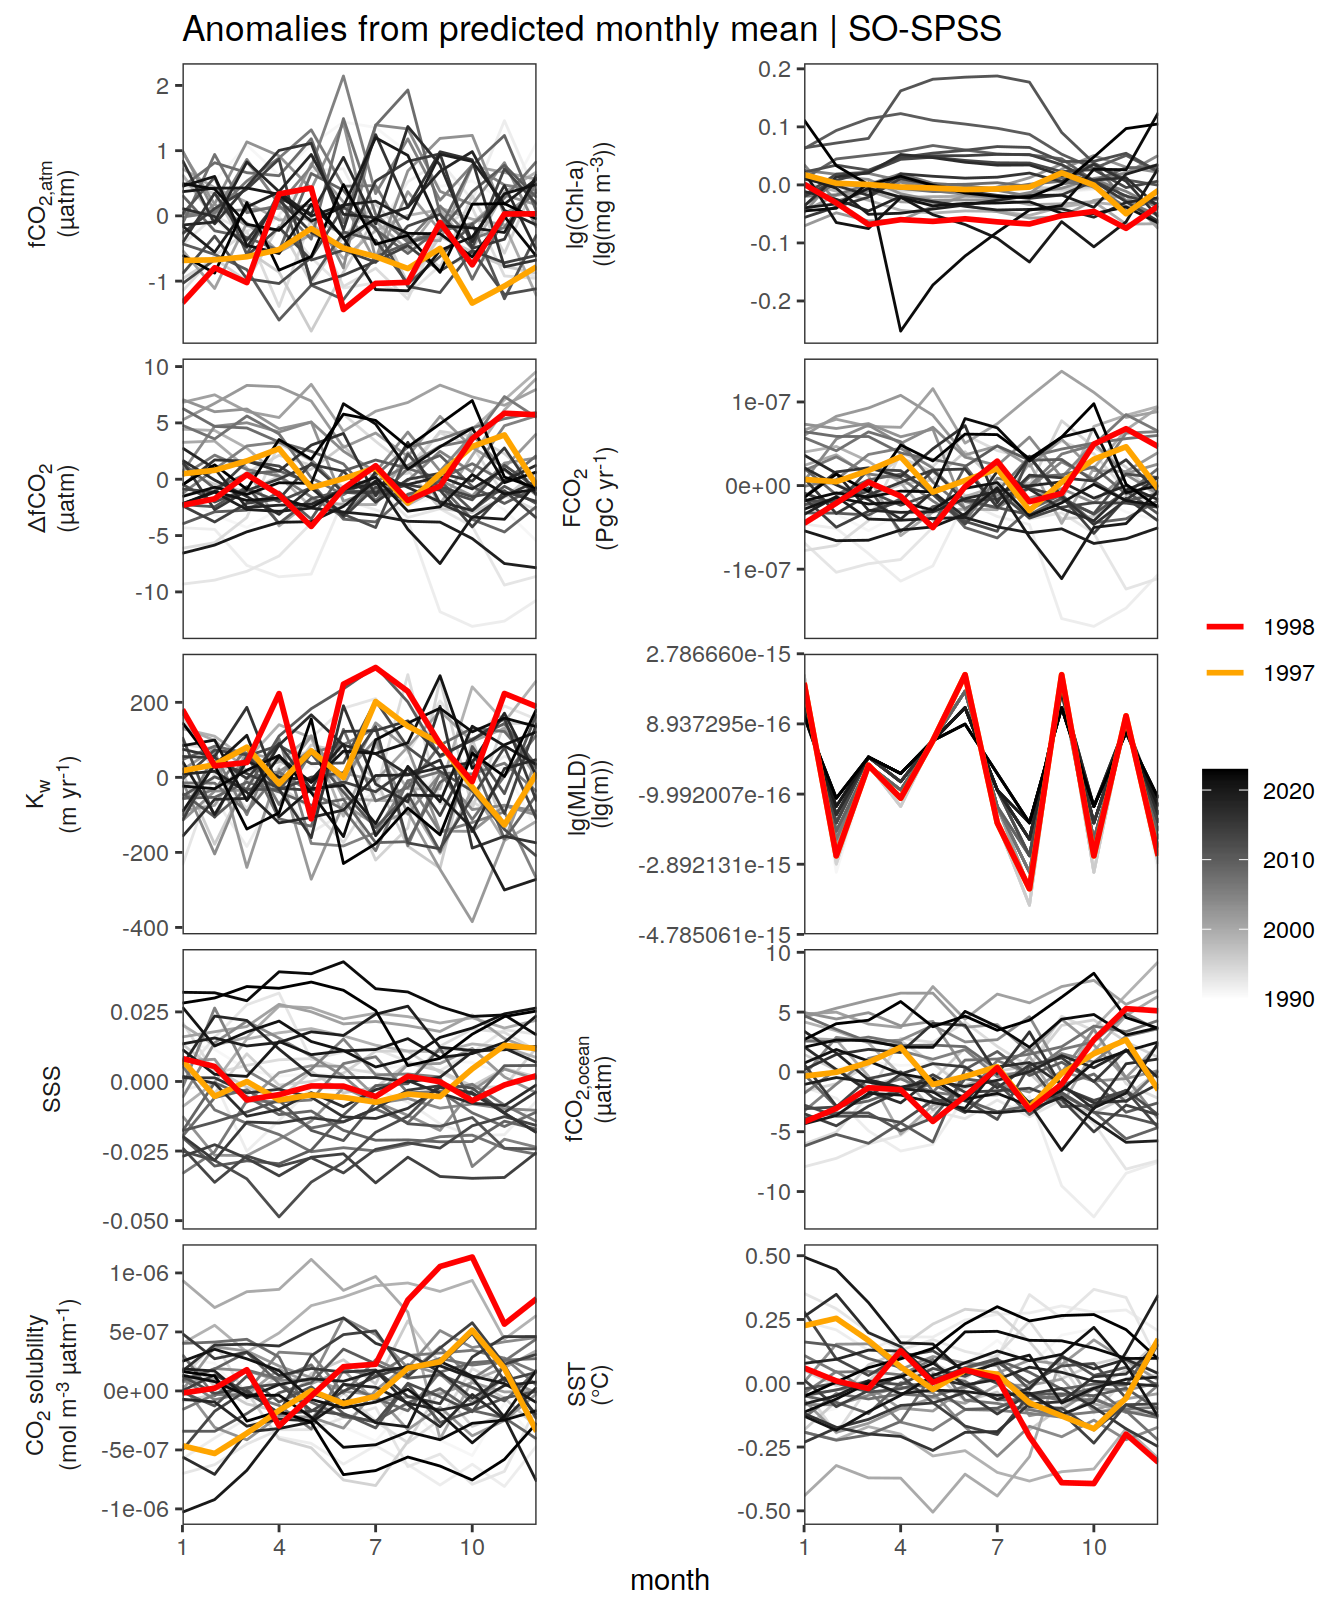 Anomalies from predicted monthly mean | SO-SPSS
fCO2,atm
(µatm)
2
1
0
-1
lg(Chl-a)
(lg(mg m-3))
0.2
0.1
0.0
-0.1
-0.2
ΔfCO2
(µatm)
10
5
0
-5
-10
FCO2
(PgC yr-1)
1e-07
0e+00
-1e-07
Kw
(m yr-1)
200
0
-200
-400
lg(MLD)
(lg(m))
2.786660e-15
8.937295e-16
-9.992007e-16
-2.892131e-15
-4.785061e-15
SSS
0.025
0.000
-0.025
-0.050
fCO2,ocean
(µatm)
10
5
0
-5
-10
CO2 solubility
(mol m-3 µatm-1)
1e-06
5e-07
0e+00
-5e-07
-1e-06
SST
(°C)
0.50
0.25
0.00
-0.25
-0.50
1 4 7 10
1 4 7 10
month
1998
1997
2020
2010
2000
1990